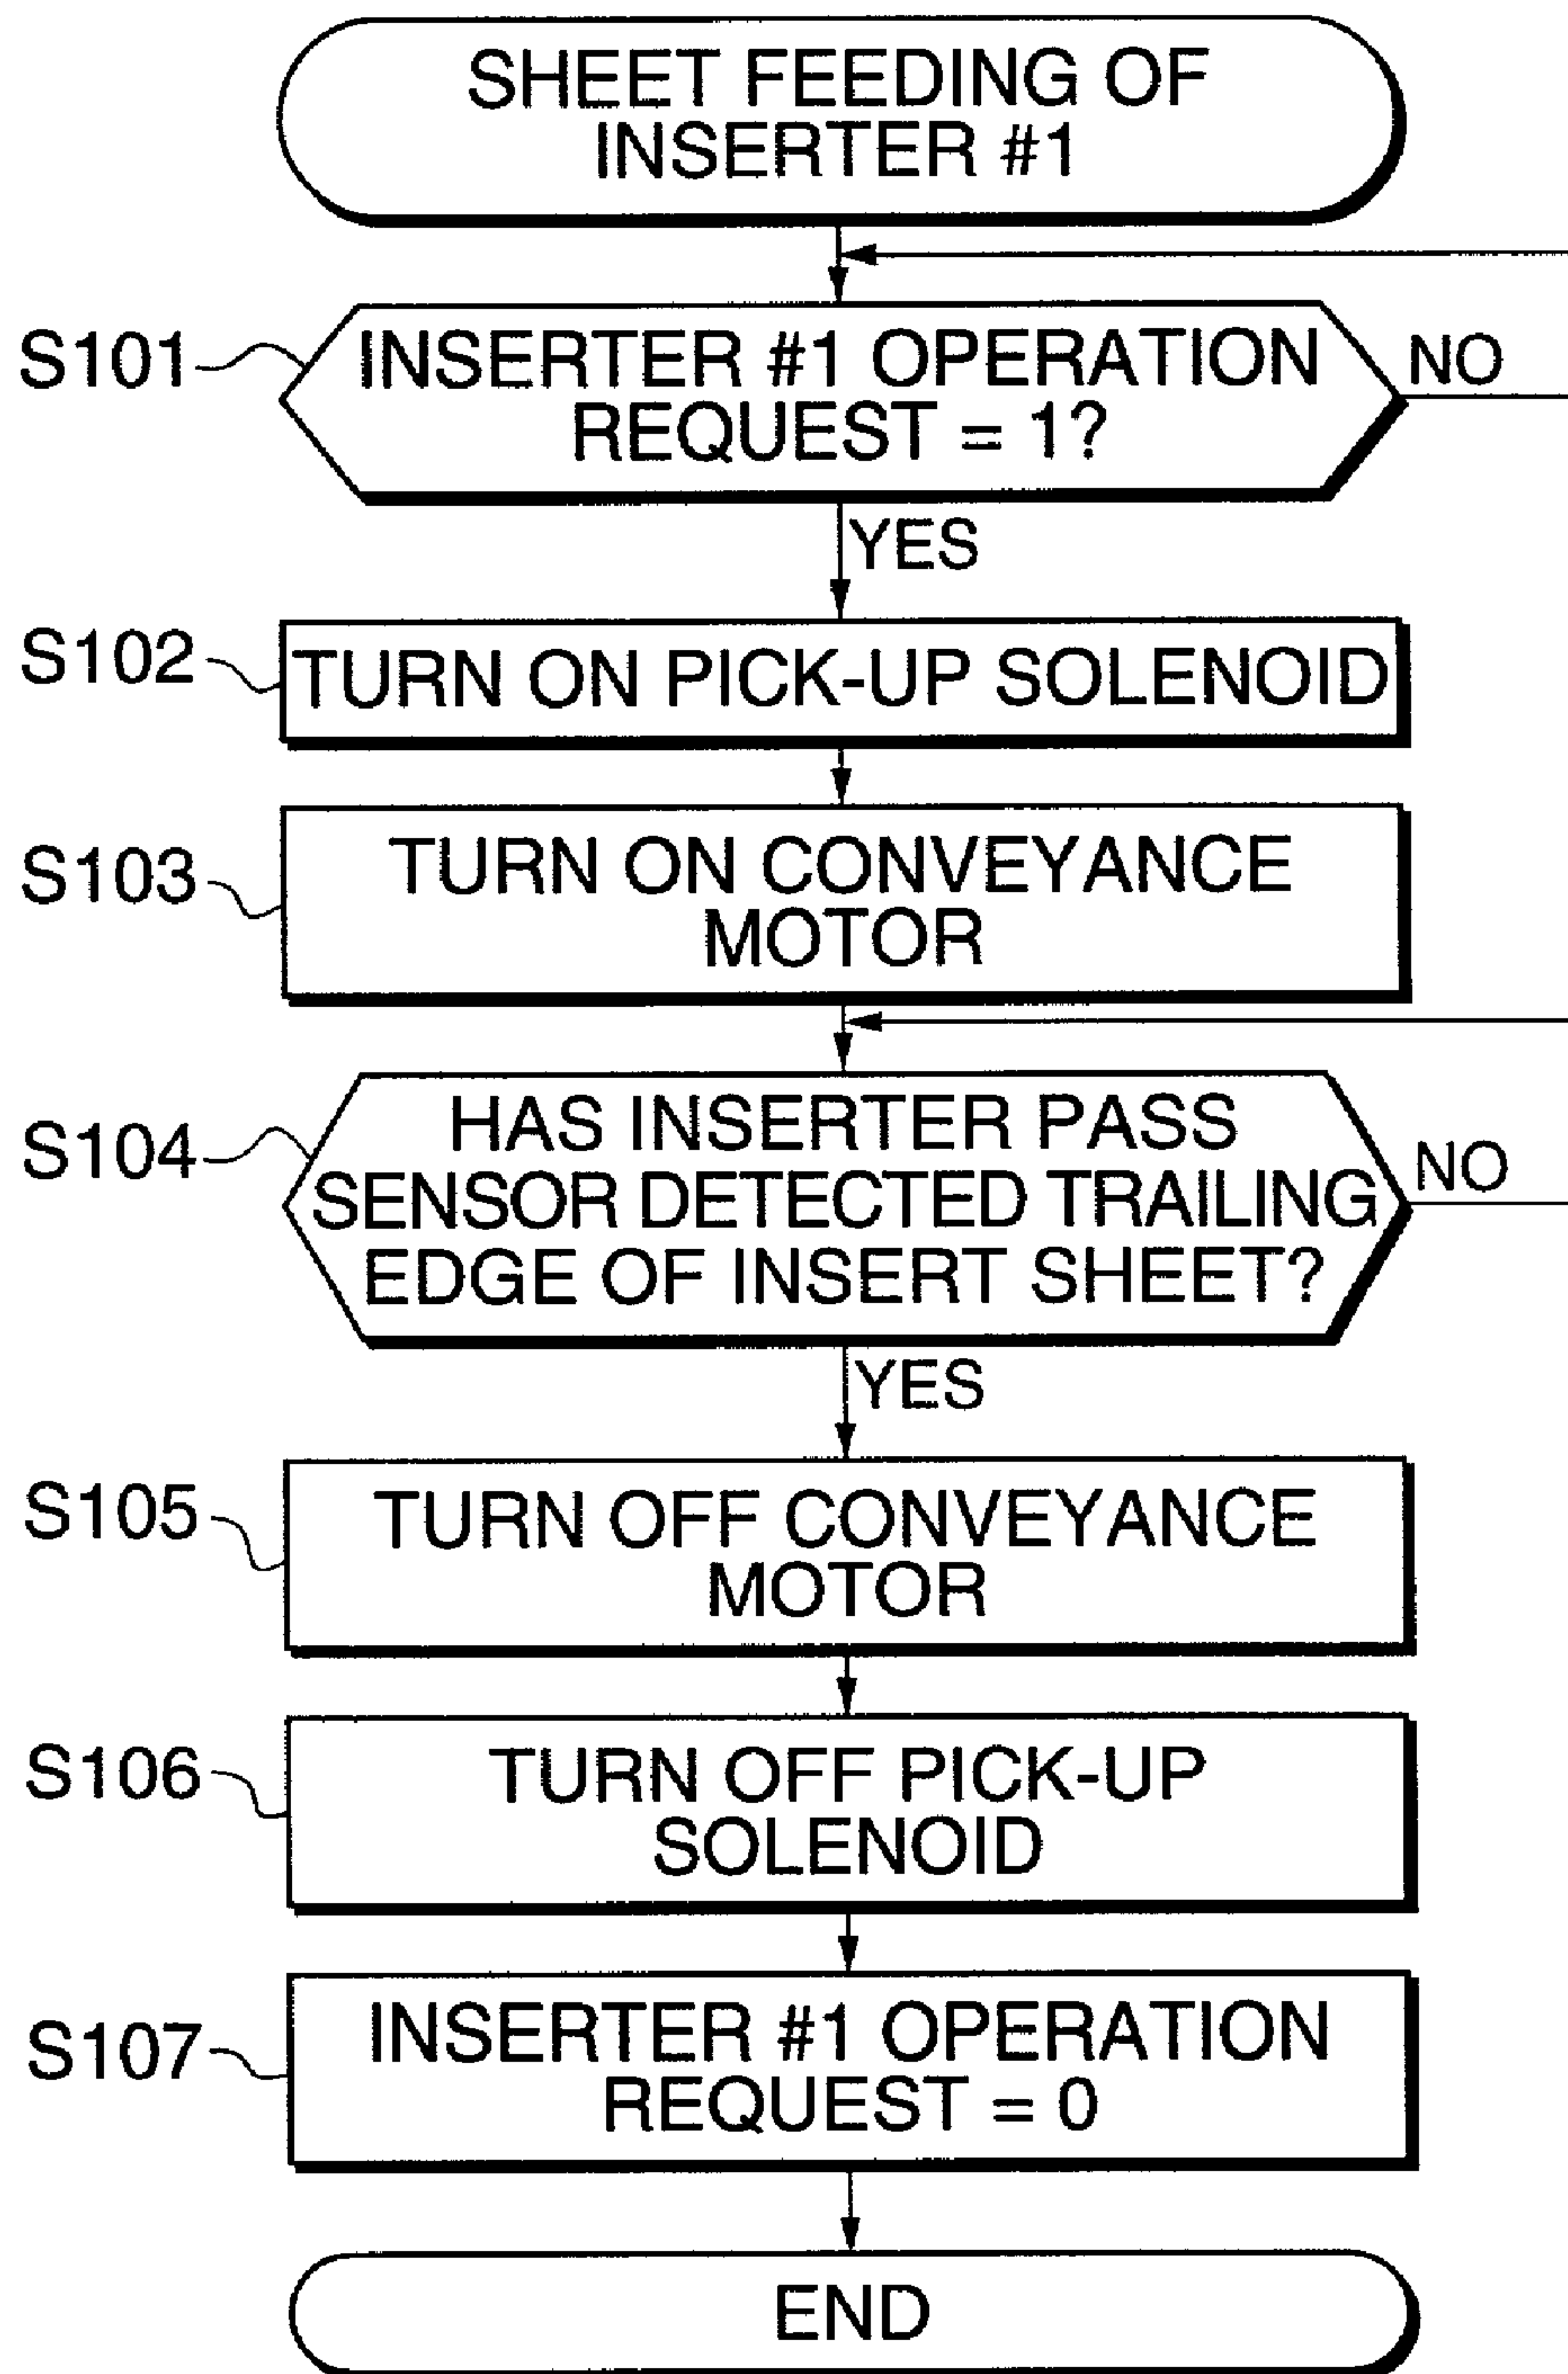 SHEET FEEDING OF
INSERTER #1
S101
INSERTER #1 OPERATION
REQUEST = 1?
NO
YES
S102
TURN ON PICK-UP SOLENOID
S103
TURN ON CONVEYANCE
MOTOR
S104
HAS INSERTER PASS
SENSOR DETECTED TRAILING
EDGE OF INSERT SHEET?
NO
YES
S105
TURN OFF CONVEYANCE
MOTOR
S106
TURN OFF PICK-UP
SOLENOID
S107
INSERTER #1 OPERATION
REQUEST = 0
END